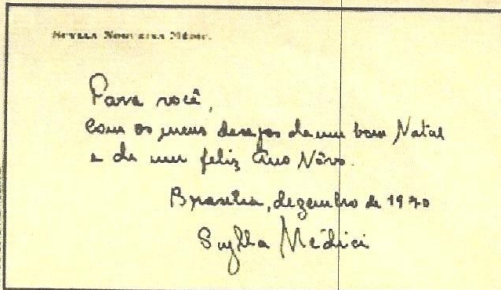 SCYLLA NOGUEIRA MÉDICI
Para você,
com os meus desejos de um bom Natal
e de um feliz Ano Nôvo.
Brasília, dezembro de 1970
Scylla Médici